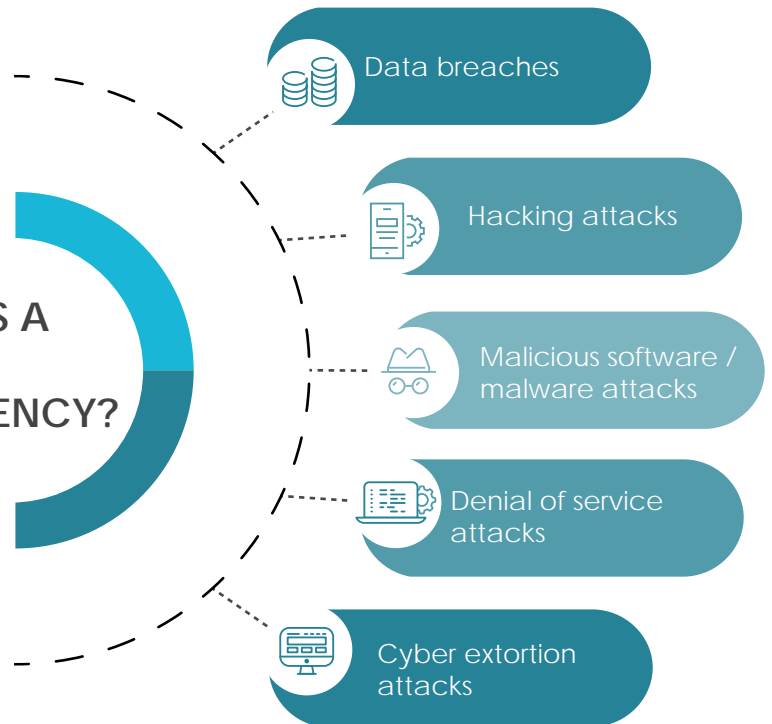 S A
ENCY?
Data breaches
Hacking attacks
Malicious software /
malware attacks
Denial of service
attacks
Cyber extortion
attacks